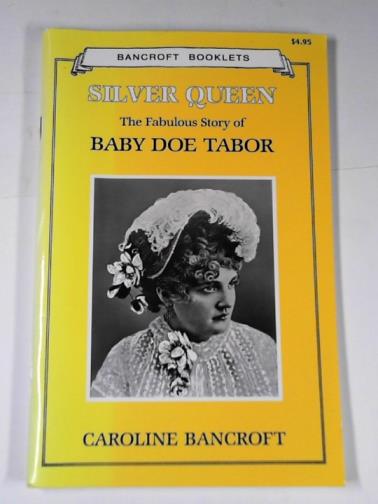 $4.95
BANCROFT BOOKLETS
SILVER QUEEN
The Fabulous Story of
BABY DOE TABOR
CAROLINE BANCROFT